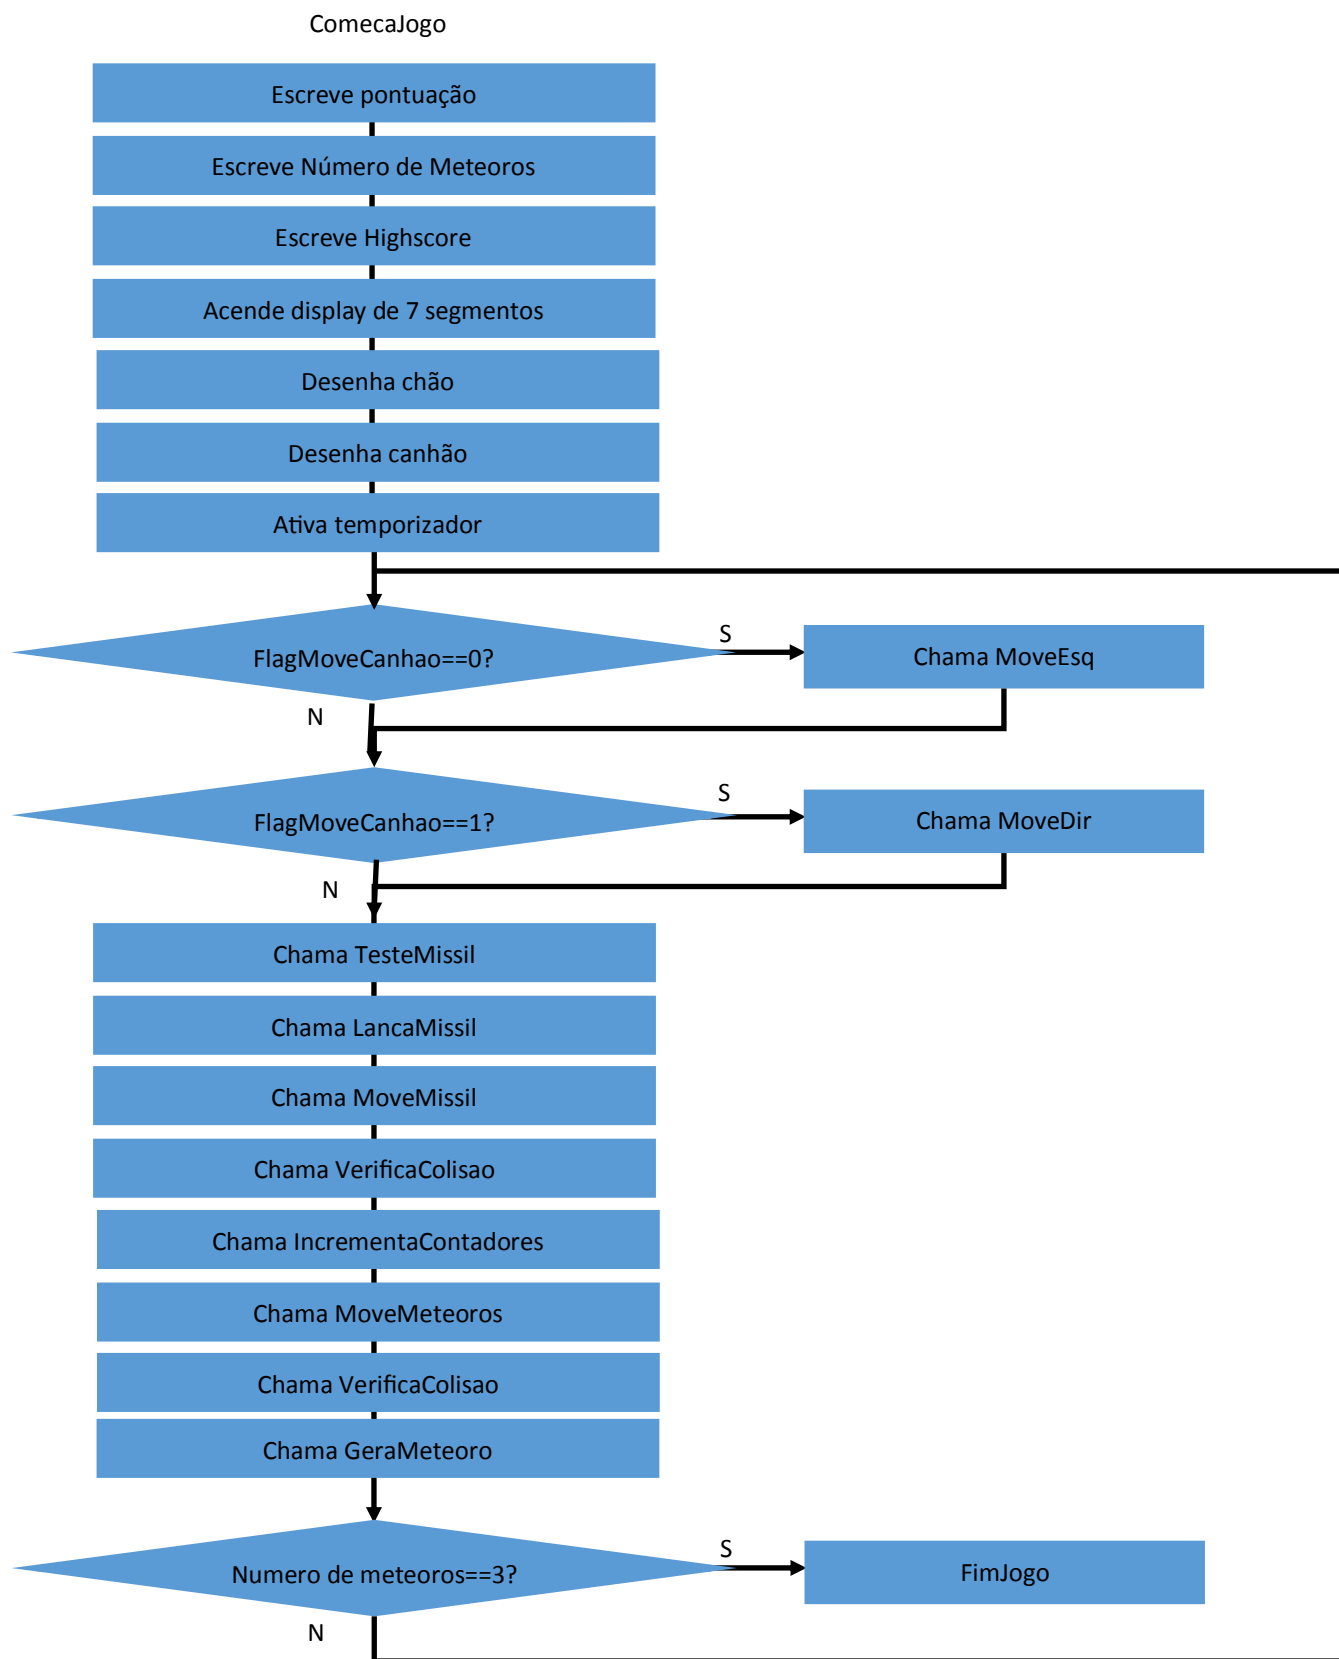 ComecaJogo
Escreve pontuação
Escreve Número de Meteoros
Escreve Highscore
Acende display de 7 segmentos
Desenha chão
Desenha canhão
Ativa temporizador
FlagMoveCanhao==0?
S
Chama MoveEsq
N
FlagMoveCanhao==1?
S
Chama MoveDir
N
Chama TesteMissil
Chama LancaMissil
Chama MoveMissil
Chama VerificaColisao
Chama IncrementaContadores
Chama MoveMeteoros
Chama VerificaColisao
Chama GeraMeteoro
Numero de meteoros==3?
S
FimJogo
N